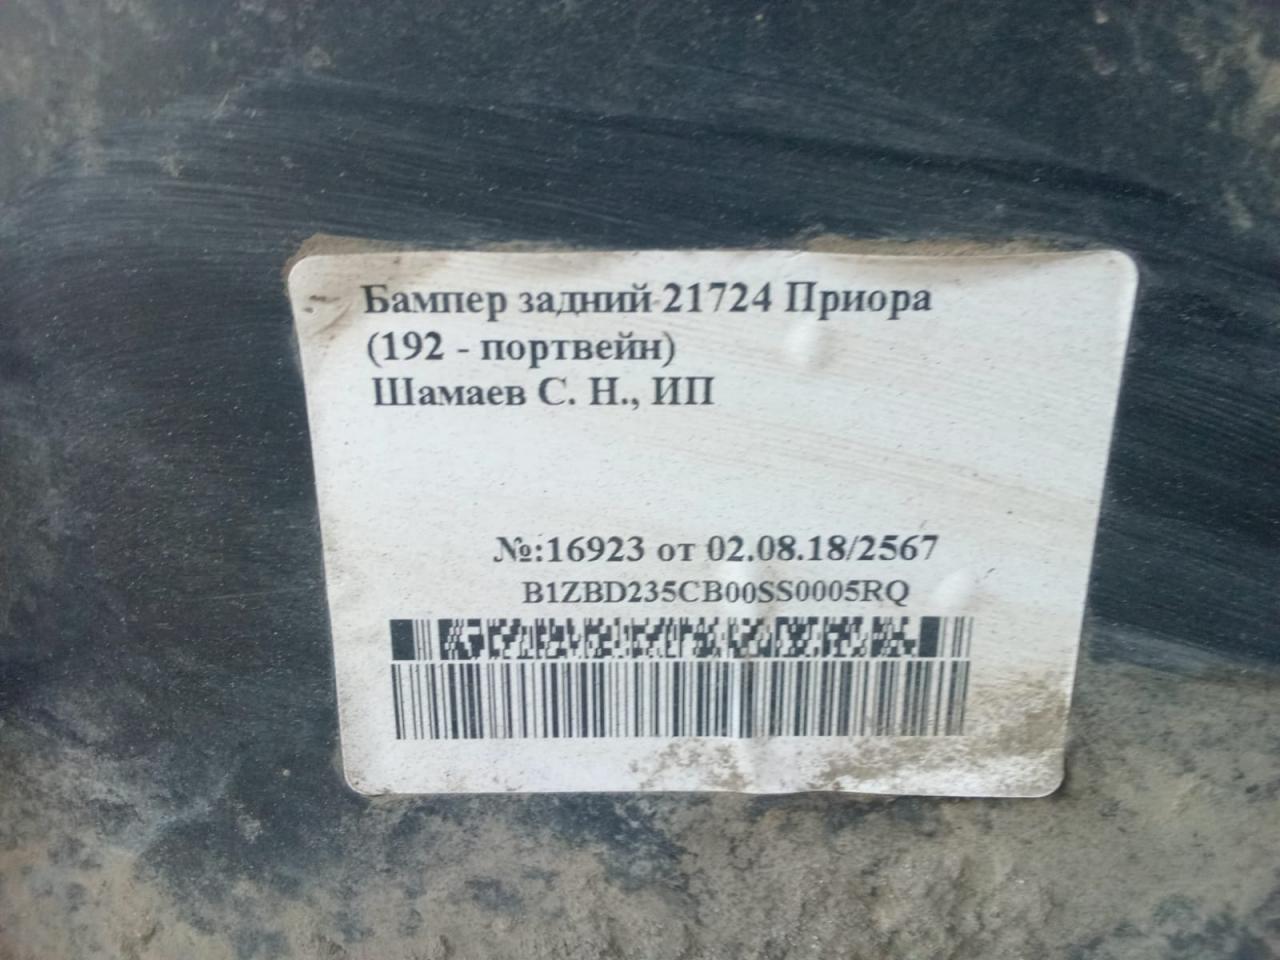 Бампер задний 21724 Приора
(192 - портвейн)
Шамаев С. Н., ИП
№:16923 от 02.08.18/2567
B1ZBD235CB00SS0005RQ